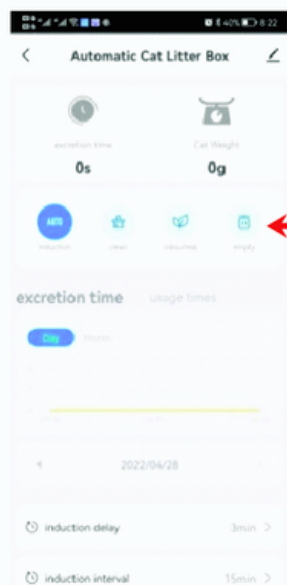 40% 8:22
Automatic Cat Litter Box
excretion time Cat Weight
0s 0g
AUTO
induction clean odourless empty
excretion time usage times
Day Month
2022/04/28
induction delay 3min
induction interval 15min